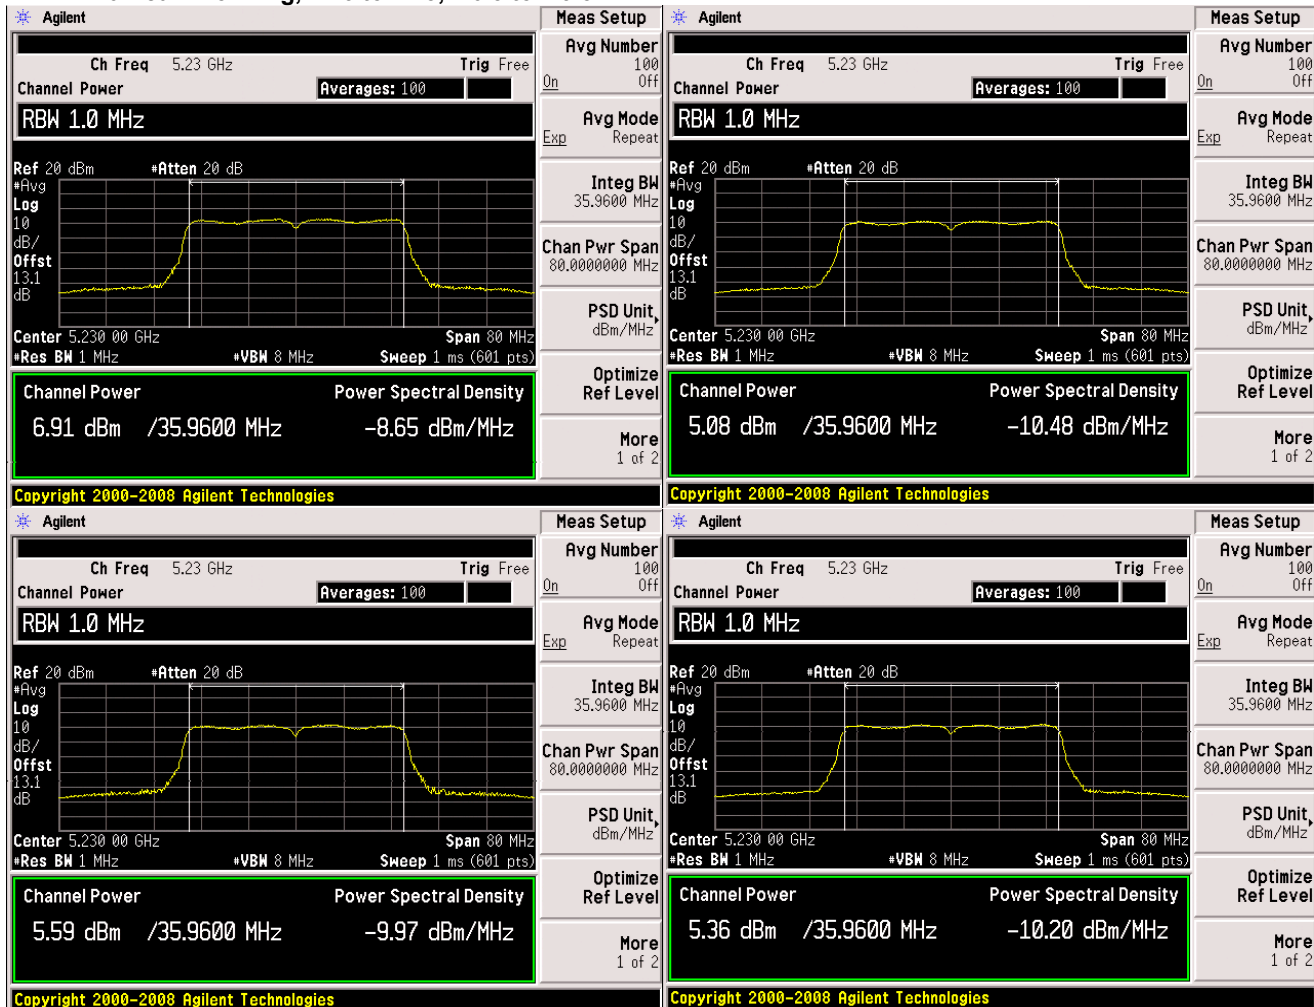 Agilent
Meas Setup
Ch Freq 5.23 GHz Trig Free
Channel Power Averages: 100
RBW 1.0 MHz
Ref 20 dBm #Atten 20 dB
#Avg
Log
10
dB/
Offst
13.1
dB
Center 5.230 00 GHz Span 80 MHz
#Res BW 1 MHz #VBW 8 MHz Sweep 1 ms (601 pts)
Channel Power Power Spectral Density
6.91 dBm /35.9600 MHz -8.65 dBm/MHz
Avg Number
100
On Off
Avg Mode
Exp Repeat
Integ BW
35.9600 MHz
Chan Pwr Span
80.0000000 MHz
PSD Unit
dBm/MHz
Optimize
Ref Level
More
1 of 2
Copyright 2000-2008 Agilent Technologies
Agilent
Meas Setup
Ch Freq 5.23 GHz Trig Free
Channel Power Averages: 100
RBW 1.0 MHz
Ref 20 dBm #Atten 20 dB
#Avg
Log
10
dB/
Offst
13.1
dB
Center 5.230 00 GHz Span 80 MHz
#Res BW 1 MHz #VBW 8 MHz Sweep 1 ms (601 pts)
Channel Power Power Spectral Density
5.08 dBm /35.9600 MHz -10.48 dBm/MHz
Avg Number
100
On Off
Avg Mode
Exp Repeat
Integ BW
35.9600 MHz
Chan Pwr Span
80.0000000 MHz
PSD Unit
dBm/MHz
Optimize
Ref Level
More
1 of 2
Copyright 2000-2008 Agilent Technologies
Agilent
Meas Setup
Ch Freq 5.23 GHz Trig Free
Channel Power Averages: 100
RBW 1.0 MHz
Ref 20 dBm #Atten 20 dB
#Avg
Log
10
dB/
Offst
13.1
dB
Center 5.230 00 GHz Span 80 MHz
#Res BW 1 MHz #VBW 8 MHz Sweep 1 ms (601 pts)
Channel Power Power Spectral Density
5.59 dBm /35.9600 MHz -9.97 dBm/MHz
Avg Number
100
On Off
Avg Mode
Exp Repeat
Integ BW
35.9600 MHz
Chan Pwr Span
80.0000000 MHz
PSD Unit
dBm/MHz
Optimize
Ref Level
More
1 of 2
Copyright 2000-2008 Agilent Technologies
Agilent
Meas Setup
Ch Freq 5.23 GHz Trig Free
Channel Power Averages: 100
RBW 1.0 MHz
Ref 20 dBm #Atten 20 dB
#Avg
Log
10
dB/
Offst
13.1
dB
Center 5.230 00 GHz Span 80 MHz
#Res BW 1 MHz #VBW 8 MHz Sweep 1 ms (601 pts)
Channel Power Power Spectral Density
5.36 dBm /35.9600 MHz -10.20 dBm/MHz
Avg Number
100
On Off
Avg Mode
Exp Repeat
Integ BW
35.9600 MHz
Chan Pwr Span
80.0000000 MHz
PSD Unit
dBm/MHz
Optimize
Ref Level
More
1 of 2
Copyright 2000-2008 Agilent Technologies